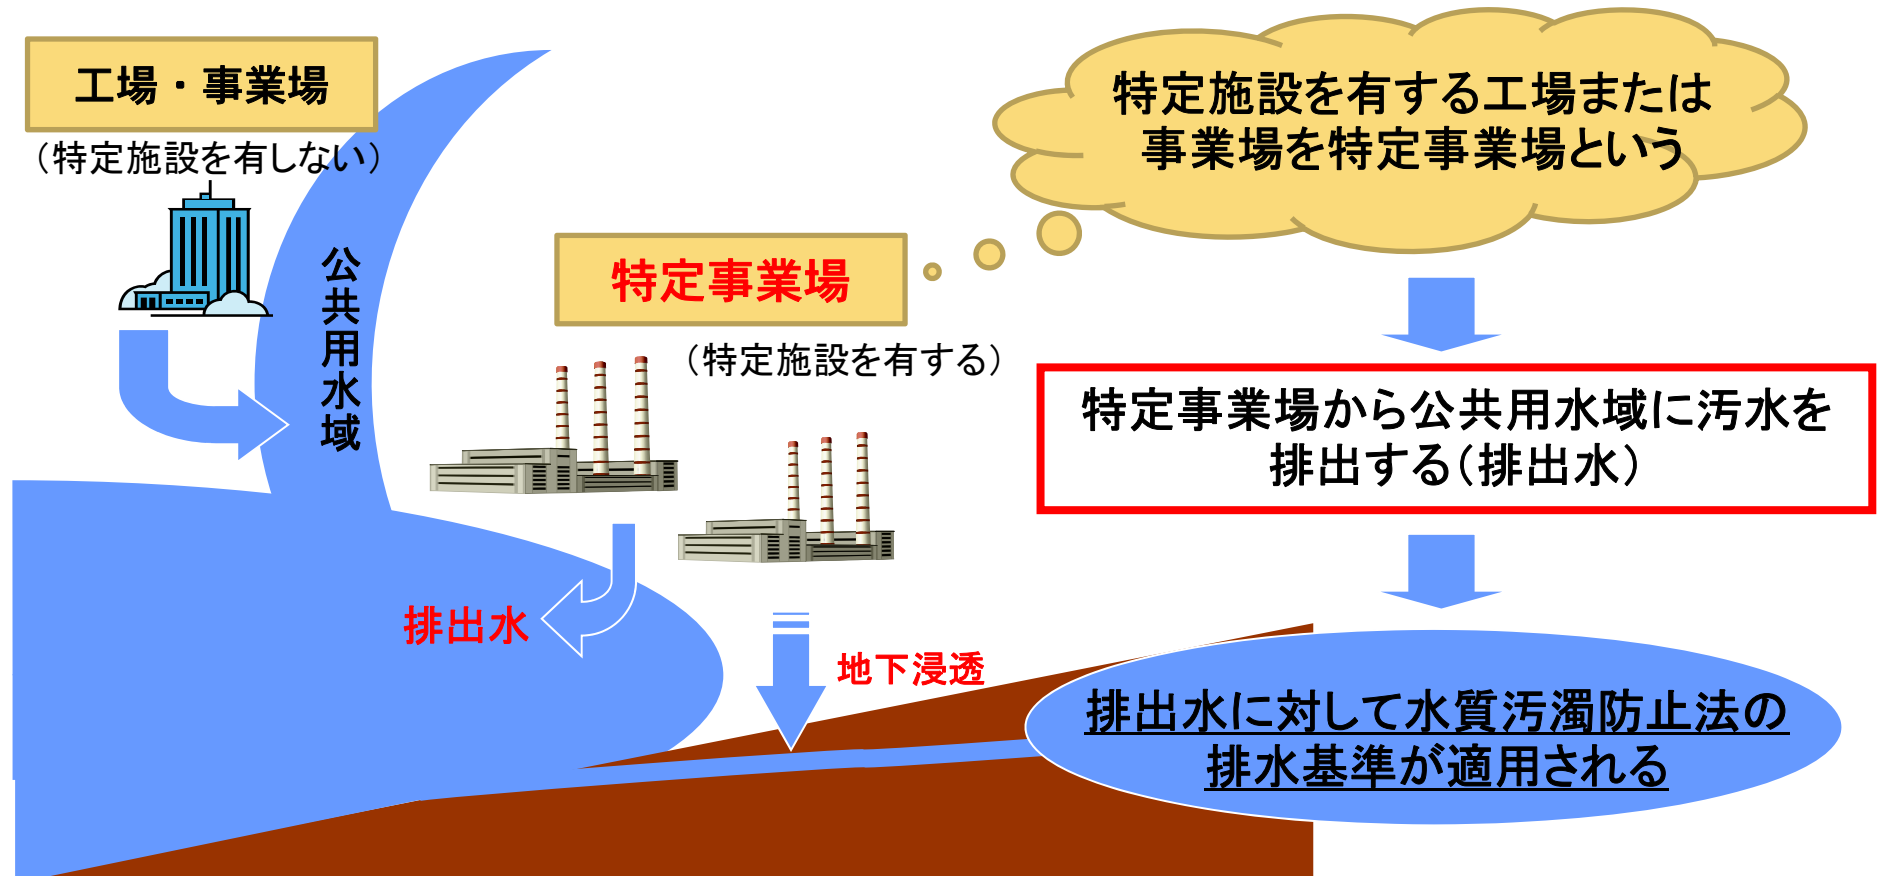 工場・事業場
（特定施設を有しない）
公共用水域
特定事業場
（特定施設を有する）
排出水
地下浸透
特定施設を有する工場または
事業場を特定事業場という
特定事業場から公共用水域に汚水を
排出する（排出水）
排出水に対して水質汚濁防止法の
排水基準が適用される